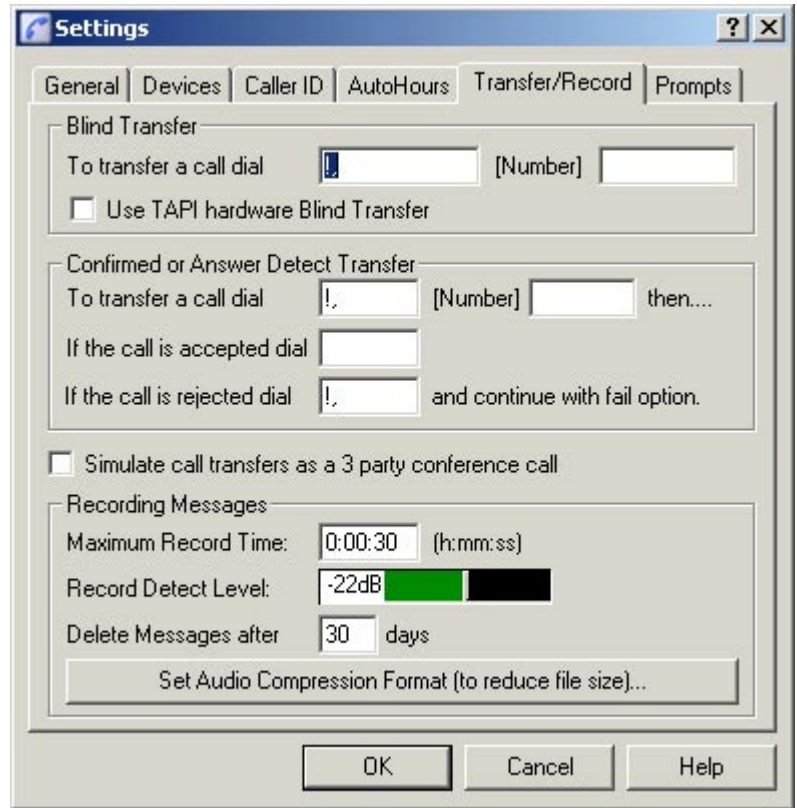 Settings
General Devices Caller ID AutoHours Transfer/Record Prompts
Blind Transfer
To transfer a call dial !, [Number]
Use TAPI hardware Blind Transfer
Confirmed or Answer Detect Transfer
To transfer a call dial !, [Number] then....
If the call is accepted dial
If the call is rejected dial !, and continue with fail option.
Simulate call transfers as a 3 party conference call
Recording Messages
Maximum Record Time: 0:00:30 (h:mm:ss)
Record Detect Level: -22dB
Delete Messages after 30 days
Set Audio Compression Format (to reduce file size)...
OK Cancel Help